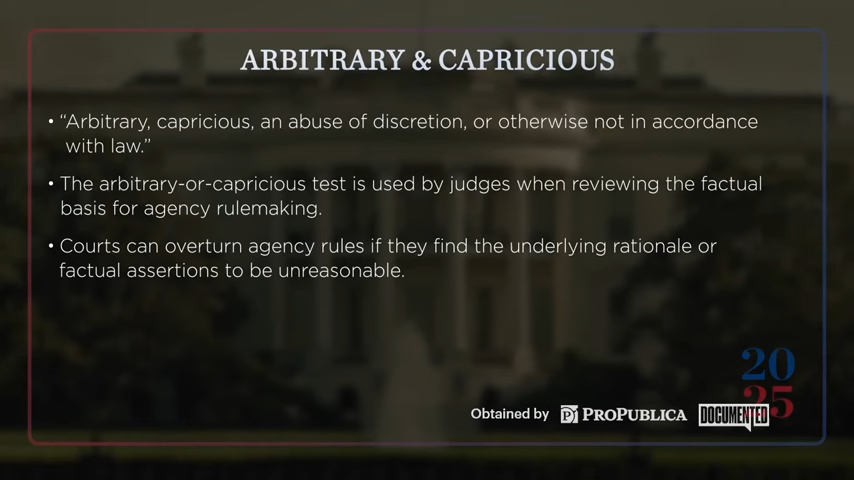 ARBITRARY & CAPRICIOUS
• “Arbitrary, capricious, an abuse of discretion, or otherwise not in accordance
with law.”
• The arbitrary-or-capricious test is used by judges when reviewing the factual
basis for agency rulemaking.
• Courts can overturn agency rules if they find the underlying rationale or
factual assertions to be unreasonable.
20
25
Obtained by PROPUBLICA DOCUMENTED